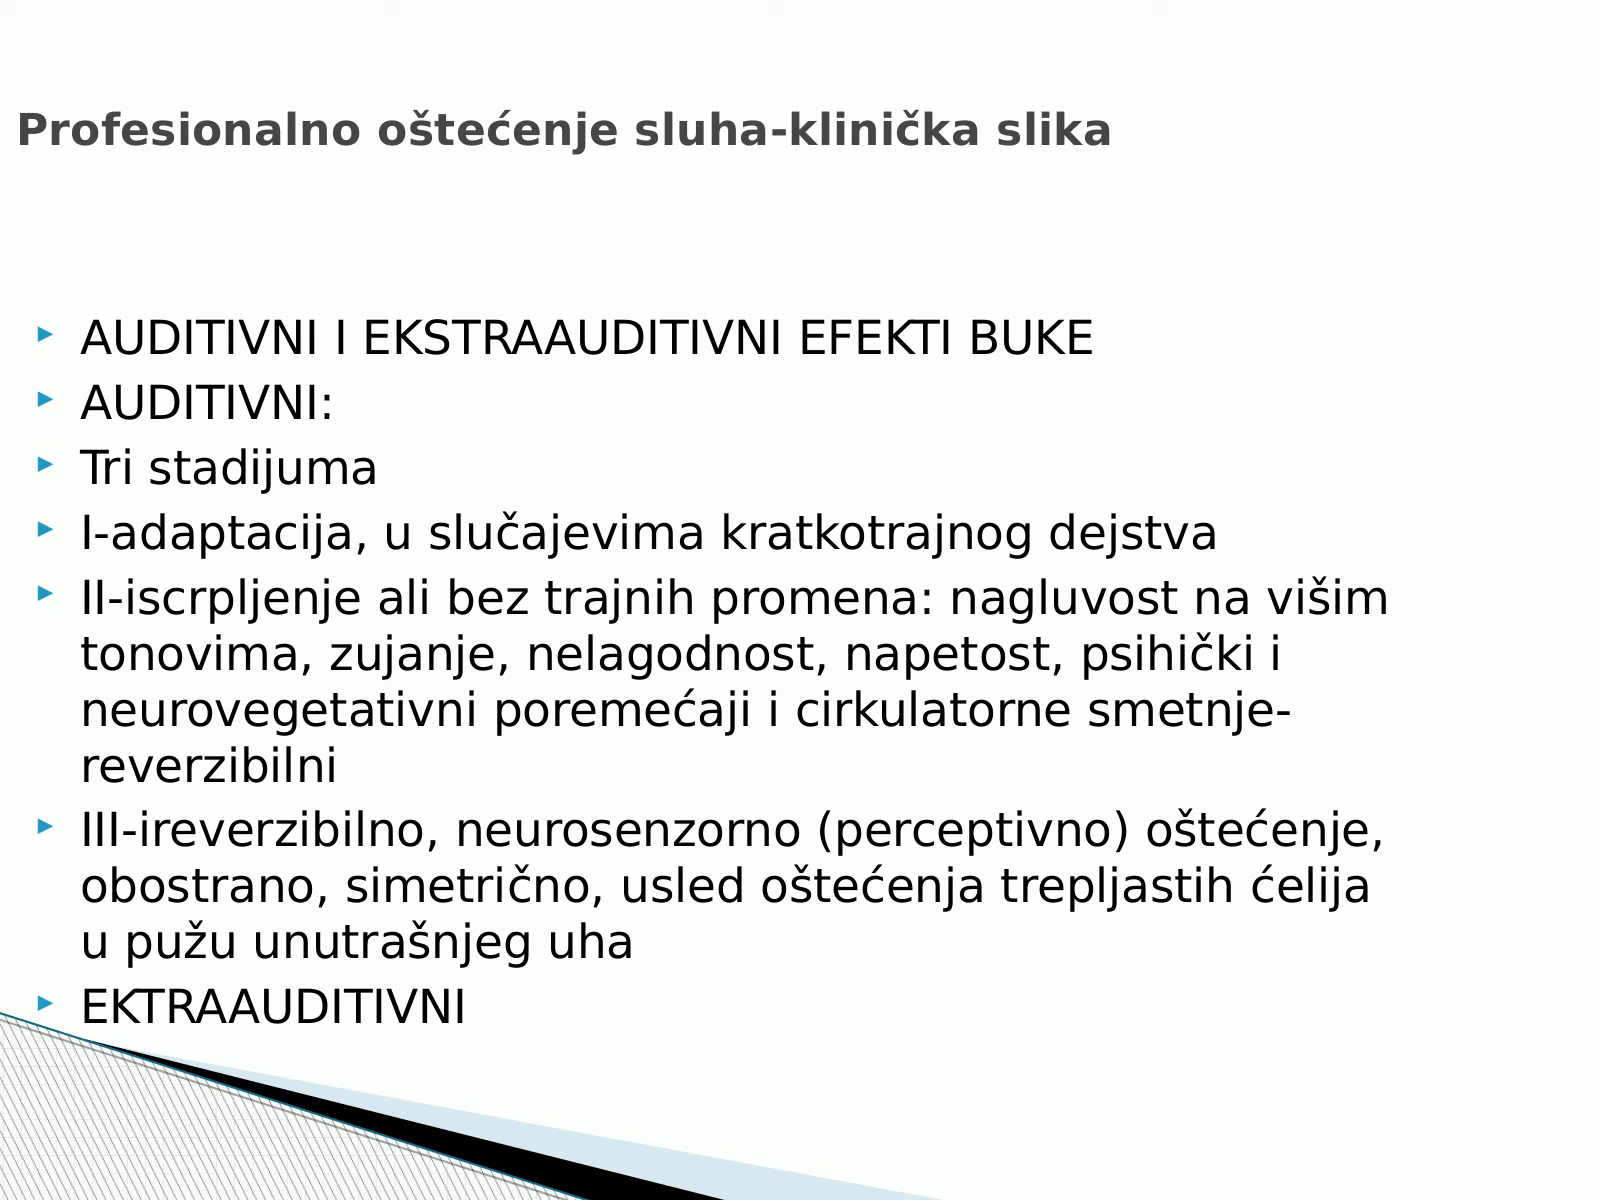 Profesionalno oštećenje sluha-klinička slika
AUDITIVNI I EKSTRAAUDITIVNI EFEKTI BUKE
AUDITIVNI:
Tri stadijuma
I-adaptacija, u slučajevima kratkotrajnog dejstva
II-iscrpljenje ali bez trajnih promena: nagluvost na višim
tonovima, zujanje, nelagodnost, napetost, psihički i
neurovegetativni poremećaji i cirkulatorne smetnje-
reverzibilni
III-ireverzibilno, neurosenzorno (perceptivno) oštećenje,
obostrano, simetrično, usled oštećenja trepljastih ćelija
u pužu unutrašnjeg uha
EKTRAAUDITIVNI